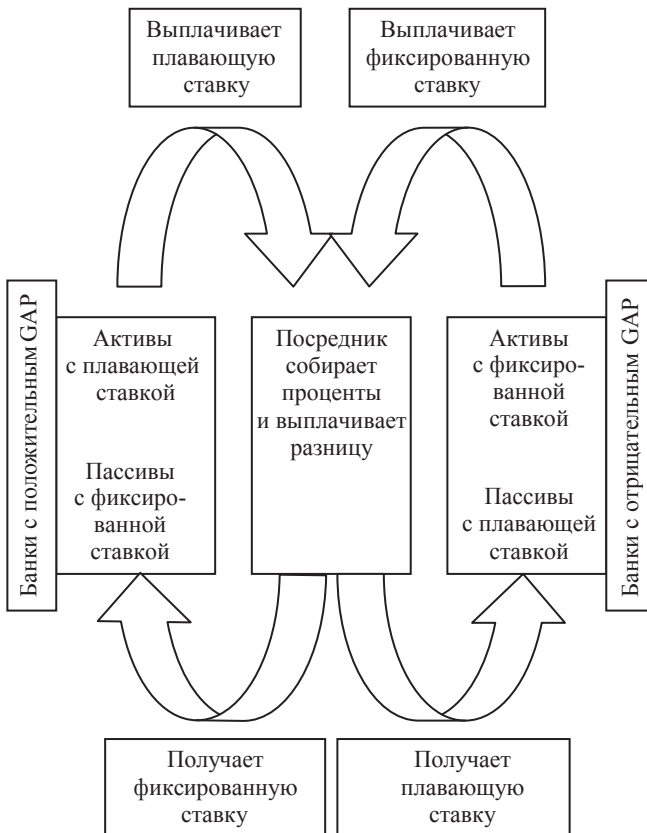 Выплачивает
плавающую
ставку
Выплачивает
фиксированную
ставку
Банки с положительным GAP
Активы
с плавающей
ставкой
Пассивы
с фиксиро-
ванной
ставкой
Посредник
собирает
проценты
и выплачивает
разницу
Активы
с фиксиро-
ванной
ставкой
Пассивы
с плавающей
ставкой
Банки с отрицательным GAP
Получает
фиксированную
ставку
Получает
плавающую
ставку